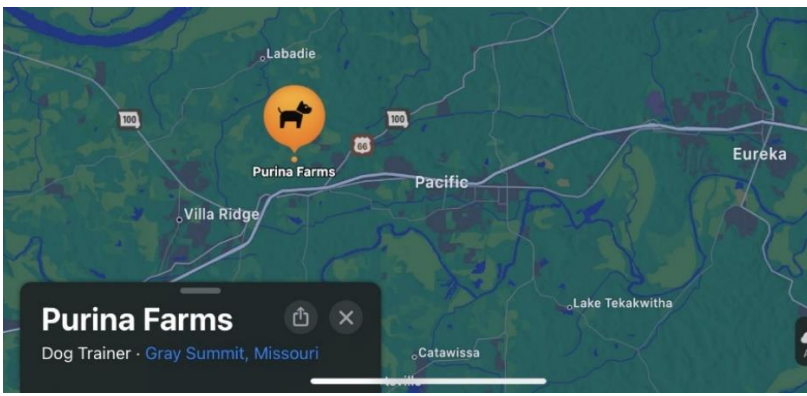 Labadie
100
100
66
Purina Farms
Pacific
Eureka
Villa Ridge
Purina Farms
Dog Trainer · Gray Summit, Missouri
Lake Tekakwitha
Catawissa